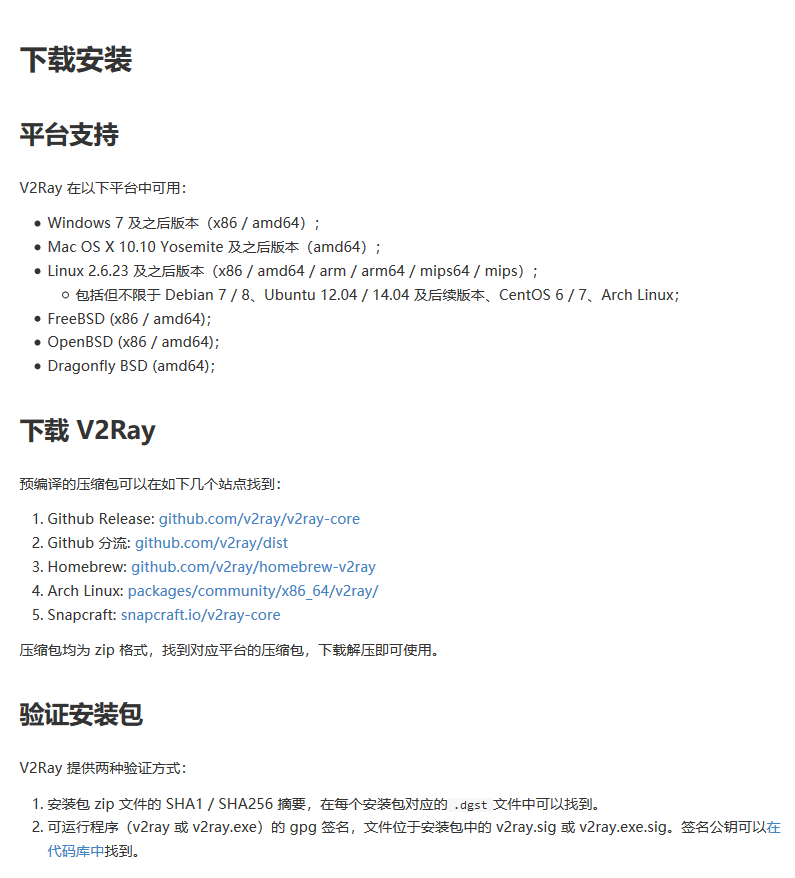 下载安装
平台支持
V2Ray 在以下平台中可用：
• Windows 7 及之后版本（x86 / amd64）；
• Mac OS X 10.10 Yosemite 及之后版本（amd64）；
• Linux 2.6.23 及之后版本（x86 / amd64 / arm / arm64 / mips64 / mips）；
◦ 包括但不限于 Debian 7 / 8、Ubuntu 12.04 / 14.04 及后续版本、CentOS 6 / 7、Arch Linux；
• FreeBSD (x86 / amd64)；
• OpenBSD (x86 / amd64)；
• Dragonfly BSD (amd64)；
下载 V2Ray
预编译的压缩包可以在如下几个站点找到：
1. Github Release: github.com/v2ray/v2ray-core
2. Github 分流: github.com/v2ray/dist
3. Homebrew: github.com/v2ray/homebrew-v2ray
4. Arch Linux: packages/community/x86_64/v2ray/
5. Snapcraft: snapcraft.io/v2ray-core
压缩包均为 zip 格式，找到对应平台的压缩包，下载解压即可使用。
验证安装包
V2Ray 提供两种验证方式：
1. 安装包 zip 文件的 SHA1 / SHA256 摘要，在每个安装包对应的 .dgst 文件中可以找到。
2. 可运行程序（v2ray 或 v2ray.exe）的 gpg 签名，文件位于安装包中的 v2ray.sig 或 v2ray.exe.sig。签名公钥可以在
代码库中找到。